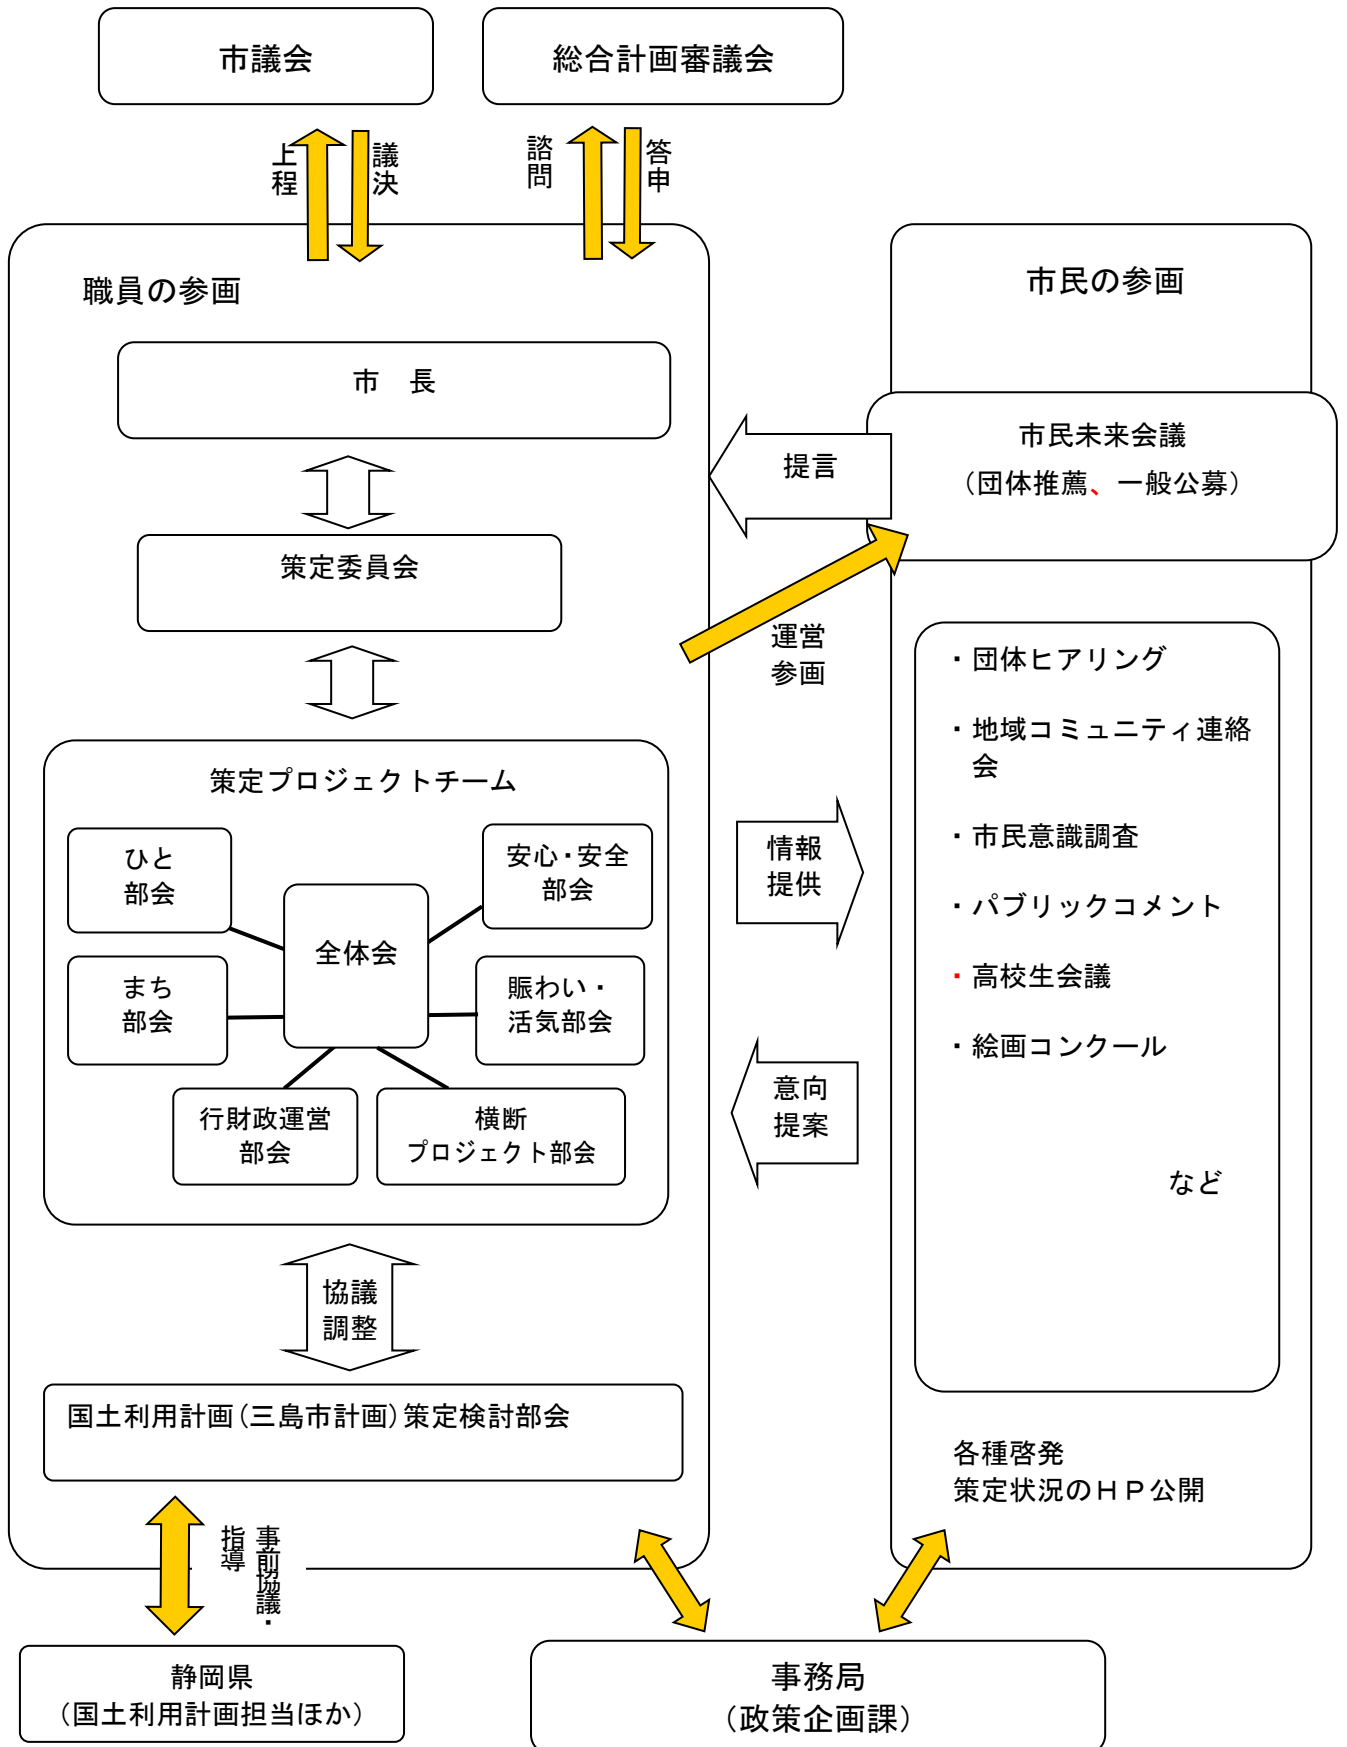 市議会
総合計画審議会
上程
議決
諮問
答申
職員の参画
市　長
策定委員会
策定プロジェクトチーム
ひと
部会
安心・安全
部会
全体会
まち
部会
賑わい・
活気部会
行財政運営
部会
横断
プロジェクト部会
協議
調整
国土利用計画(三島市計画)策定検討部会
事前協議・
指導
静岡県
（国土利用計画担当ほか）
提言
運営
参画
情報
提供
意向
提案
市民の参画
市民未来会議
（団体推薦、一般公募）
・団体ヒアリング
・地域コミュニティ連絡
会
・市民意識調査
・パブリックコメント
・高校生会議
・絵画コンクール
など
各種啓発
策定状況のＨＰ公開
事務局
（政策企画課）